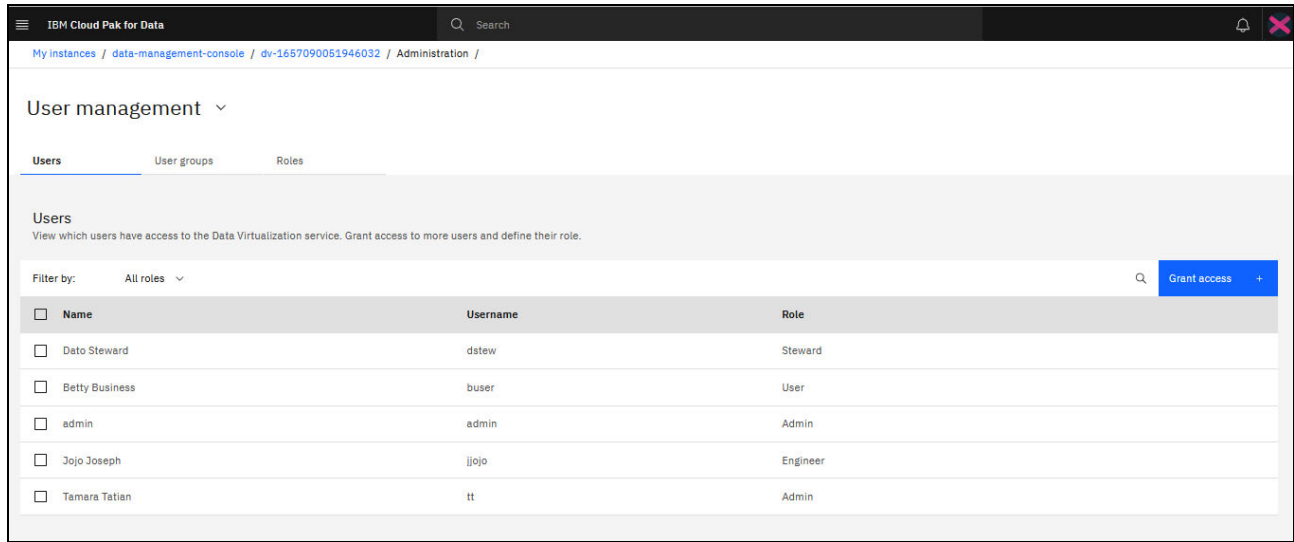 IBM Cloud Pak for Data Search
My instances / data-management-console / dv-1657090051946032 / Administration /
User management
Users User groups Roles
Users
View which users have access to the Data Virtualization service. Grant access to more users and define their role.
Filter by: All roles Grant access +
Name Username Role
Dato Steward dstew Steward
Betty Business buser User
admin admin Admin
Jojo Joseph jjojo Engineer
Tamara Tatian tt Admin